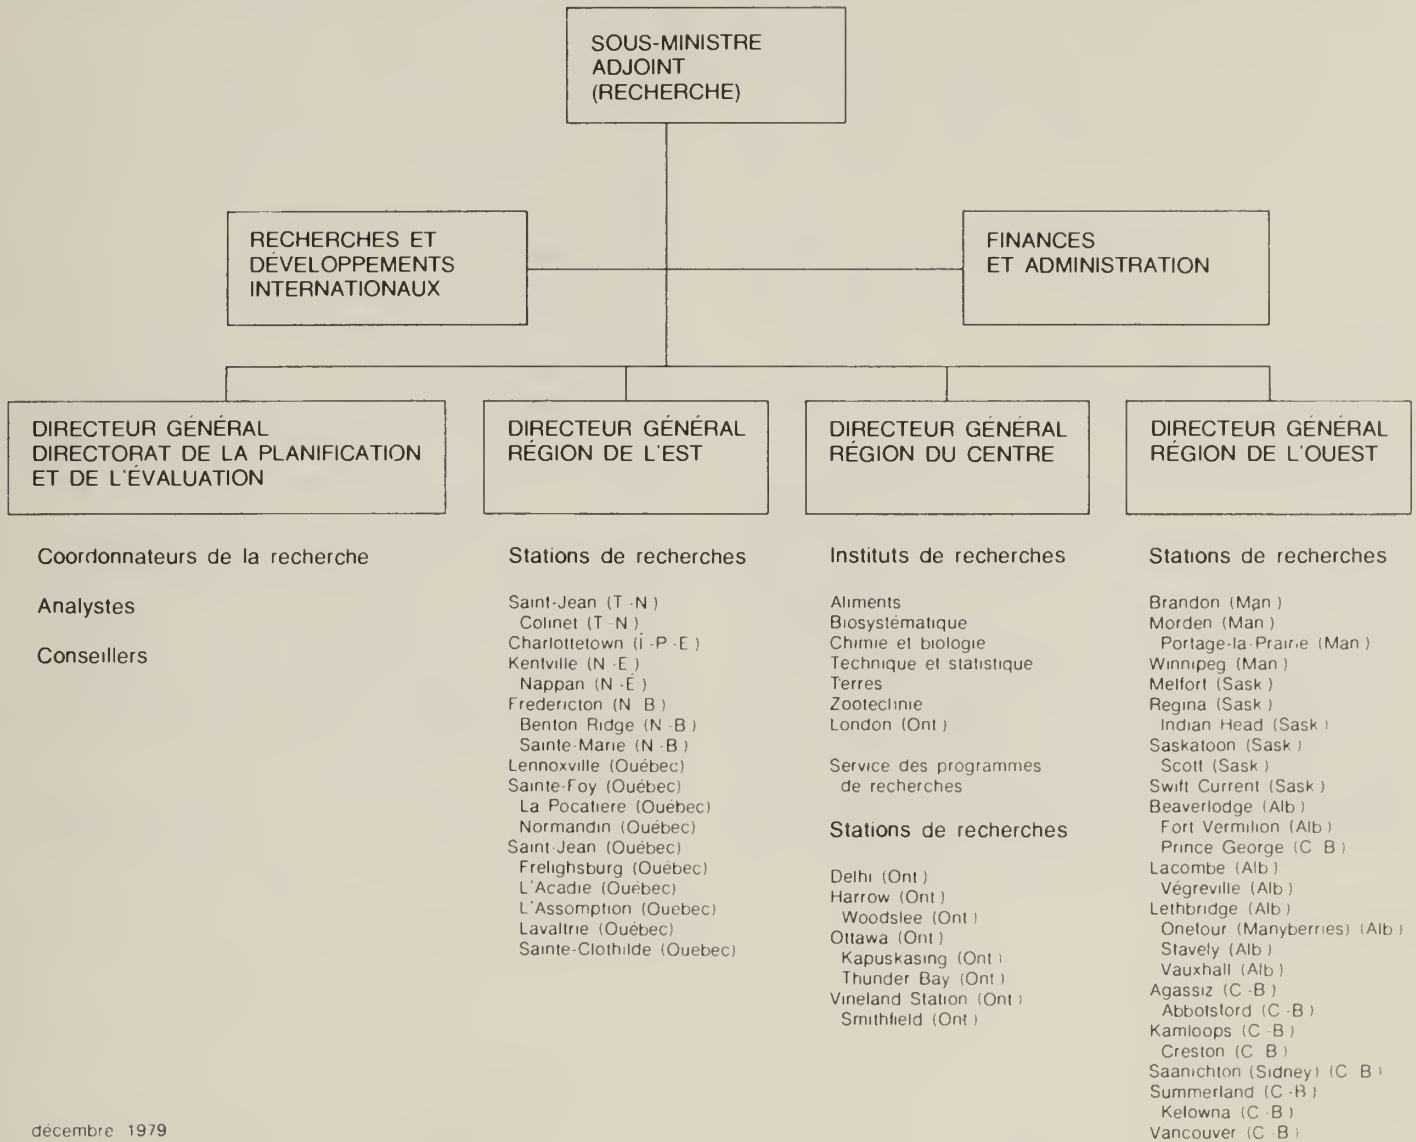 SOUS-MINISTRE
ADJOINT
(RECHERCHE)
RECHERCHES ET
DÉVELOPPEMENTS
INTERNATIONAUX
FINANCES
ET ADMINISTRATION
DIRECTEUR GÉNÉRAL
DIRECTORAT DE LA PLANIFICATION
ET DE L'ÉVALUATION
Coordonnateurs de la recherche
Analystes
Conseillers
DIRECTEUR GÉNÉRAL
RÉGION DE L'EST
Stations de recherches
Saint-Jean (T.-N.)
Colinet (T.-N.)
Charlottetown (Î.-P.-E.)
Kentville (N.-E.)
Nappan (N.-É.)
Fredericton (N.-B.)
Benton Ridge (N.-B.)
Sainte-Marie (N.-B.)
Lennoxville (Québec)
Sainte-Foy (Québec)
La Pocatiere (Québec)
Normandin (Québec)
Saint-Jean (Québec)
Frelighsburg (Québec)
L'Acadie (Québec)
L'Assomption (Quebec)
Lavaltrie (Québec)
Sainte-Clothilde (Quebec)
DIRECTEUR GÉNÉRAL
RÉGION DU CENTRE
Instituts de recherches
Aliments
Biosystématique
Chimie et biologie
Technique et statistique
Terres
Zootechnie
London (Ont.)
Service des programmes
de recherches
Stations de recherches
Delhi (Ont.)
Harrow (Ont.)
Woodslee (Ont.)
Ottawa (Ont.)
Kapuskasing (Ont.)
Thunder Bay (Ont.)
Vineland Station (Ont.)
Smithfield (Ont.)
DIRECTEUR GÉNÉRAL
RÉGION DE L'OUEST
Stations de recherches
Brandon (Man.)
Morden (Man.)
Portage-la-Prairie (Man.)
Winnipeg (Man.)
Melfort (Sask.)
Regina (Sask.)
Indian Head (Sask.)
Saskatoon (Sask.)
Scott (Sask.)
Swift Current (Sask.)
Beaverlodge (Alb.)
Fort Vermilion (Alb.)
Prince George (C.-B.)
Lacombe (Alb.)
Végreville (Alb.)
Lethbridge (Alb.)
Onefour (Manyberries) (Alb.)
Stavely (Alb.)
Vauxhall (Alb.)
Agassiz (C.-B.)
Abbotsford (C.-B.)
Kamloops (C.-B.)
Creston (C.-B.)
Saanichton (Sidney) (C.-B.)
Summerland (C.-B.)
Kelowna (C.-B.)
Vancouver (C.-B.)
décembre 1979